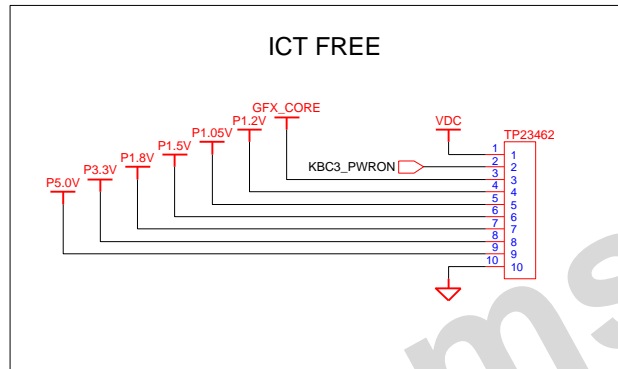 ICT FREE
GFX_CORE
P1.2V
VDC
P1.05V
TP23462
P1.5V
P1.8V
P3.3V
P5.0V
KBC3_PWRON
1 1
2 2
3 3
4 4
5 5
6 6
7 7
8 8
9 9
10 10
ms